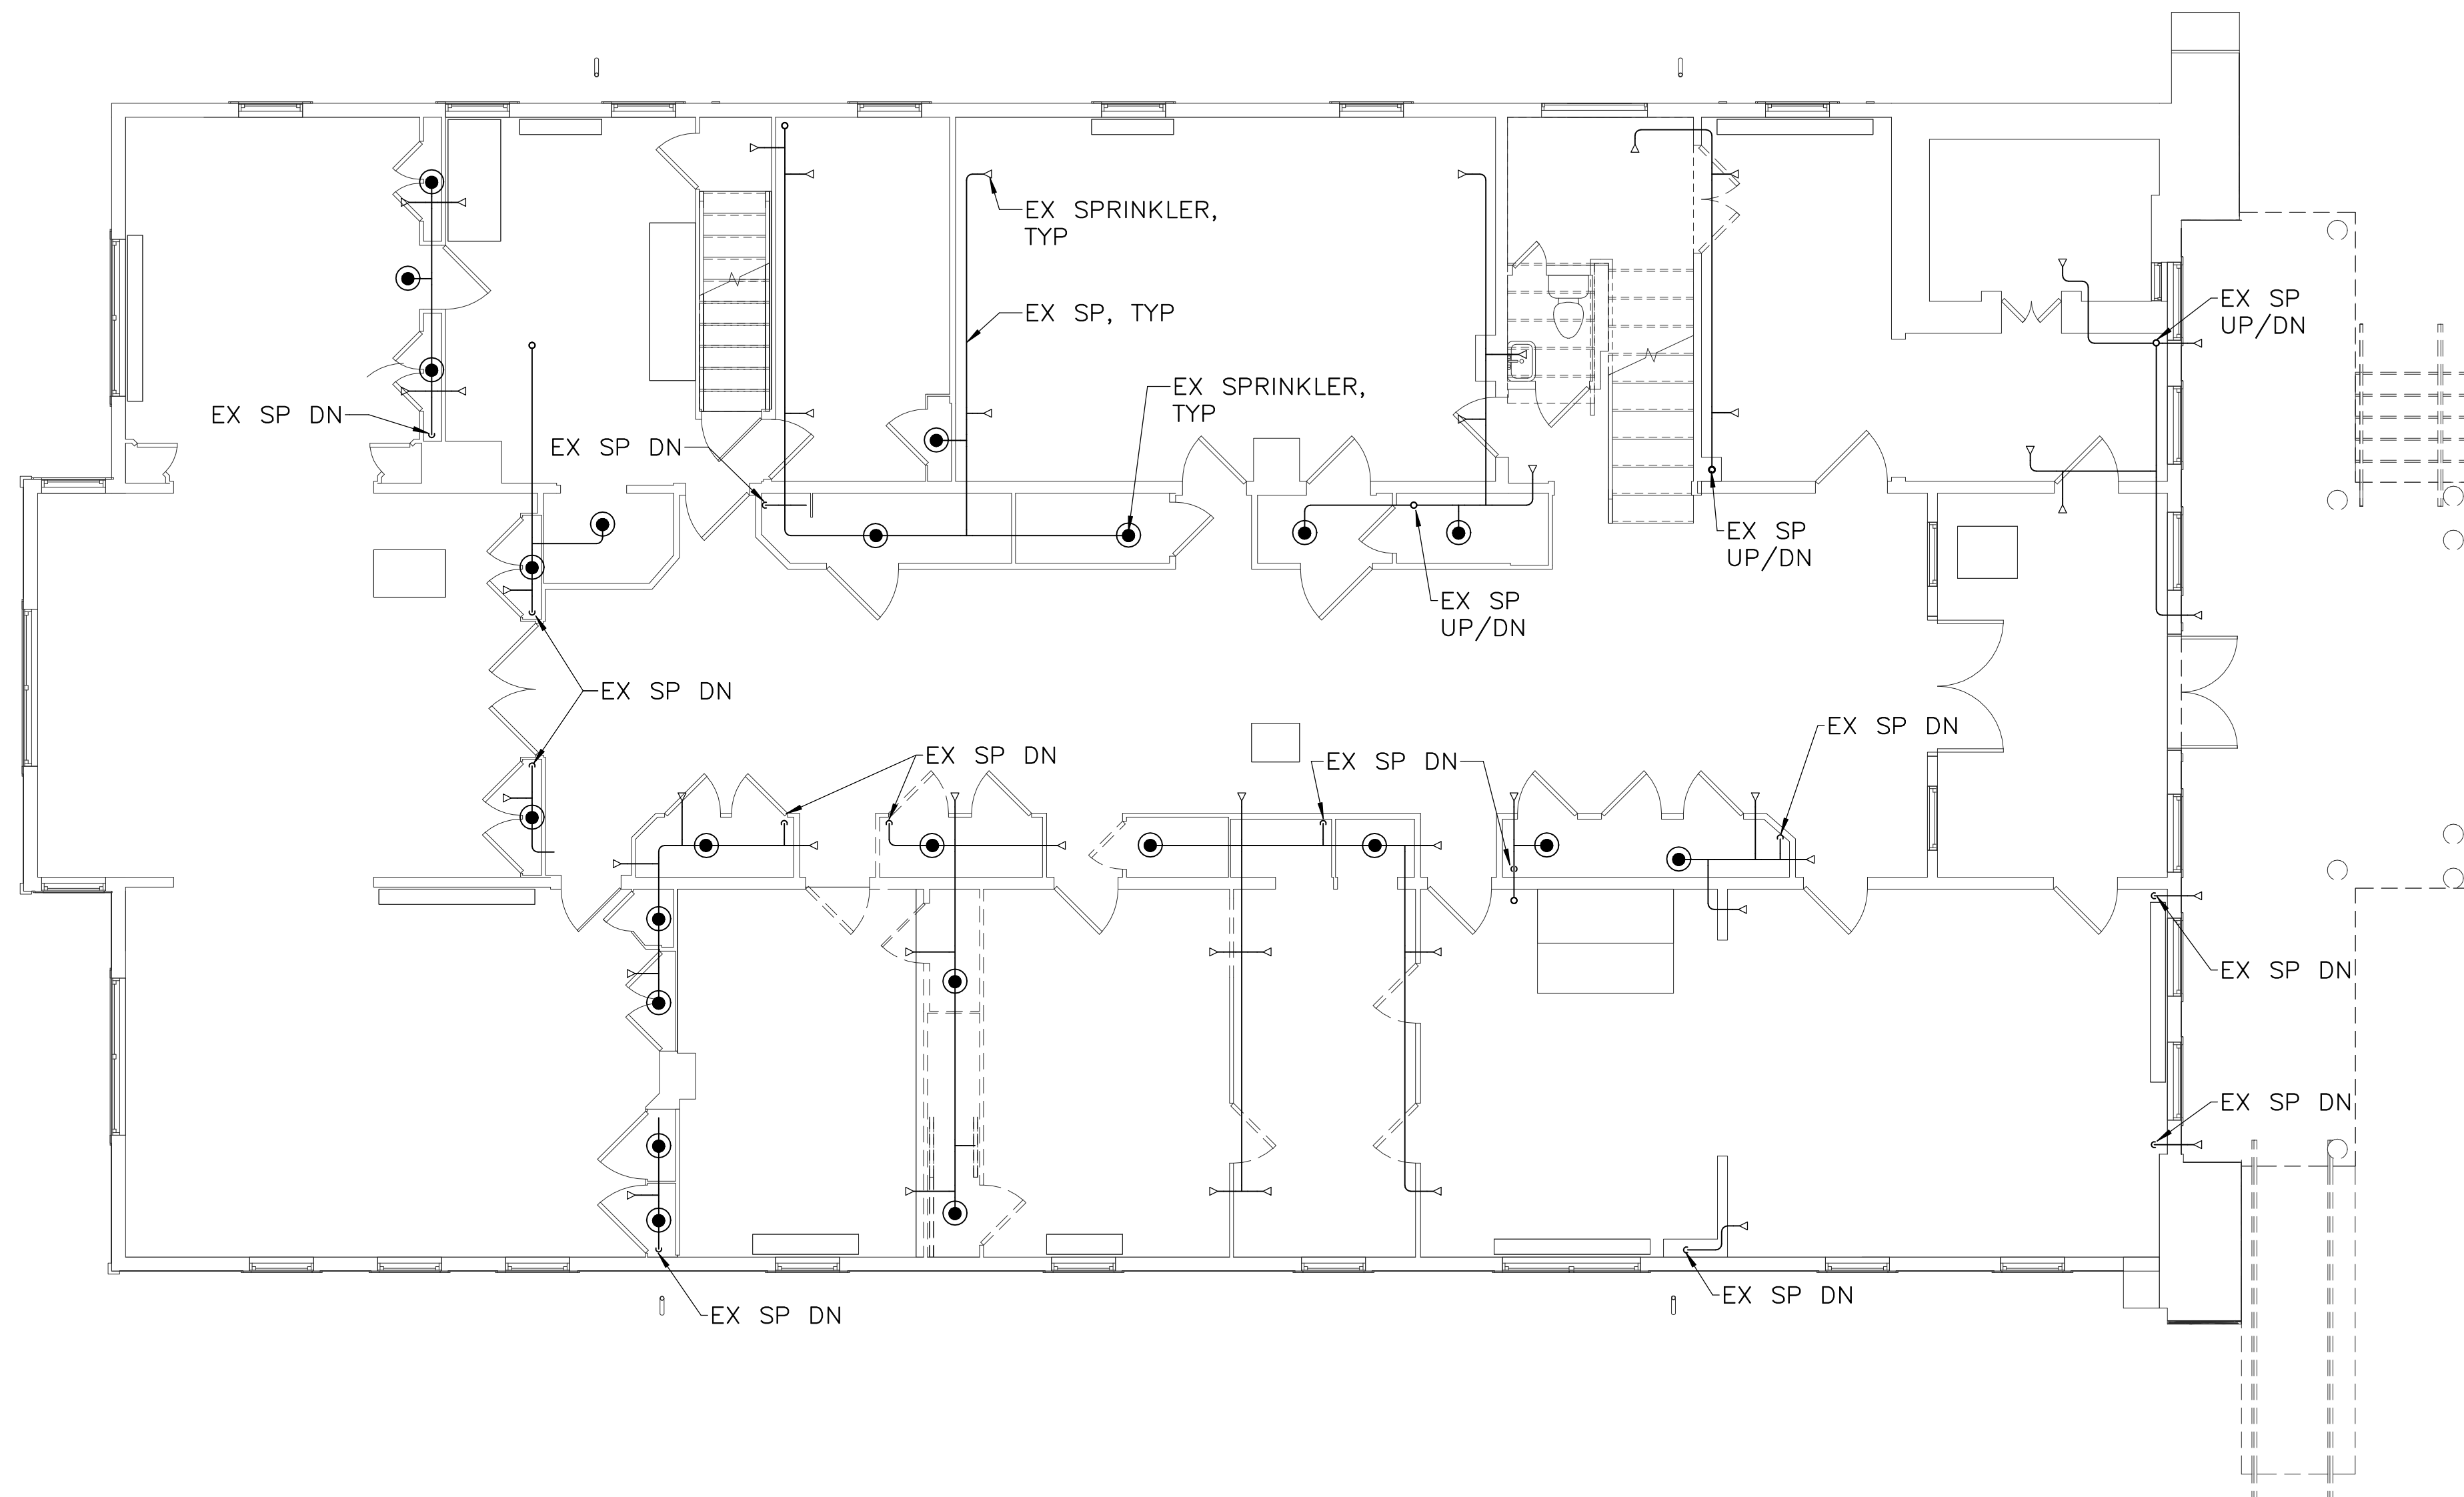 EX SPRINKLER,
TYP
EX SP
UP/DN
EX SP, TYP
EX SPRINKLER,
TYP
EX SP DN
EX SP DN
EX SP
UP/DN
EX SP
UP/DN
EX SP DN
EX SP DN
EX SP DN
EX SP DN
EX SP DN
EX SP DN
EX SP DN
EX SP DN